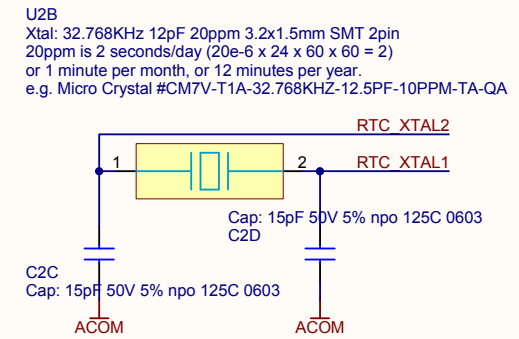 U2B
Xtal: 32.768KHz 12pF 20ppm 3.2x1.5mm SMT 2pin
20ppm is 2 seconds/day (20e-6 x 24 x 60 x 60 = 2)
or 1 minute per month, or 12 minutes per year.
e.g. Micro Crystal #CM7V-T1A-32.768KHZ-12.5PF-10PPM-TA-QA
RTC_XTAL2
1
2
RTC_XTAL1
Cap: 15pF 50V 5% npo 125C 0603
C2D
C2C
Cap: 15pF 50V 5% npo 125C 0603
ACOM
ACOM